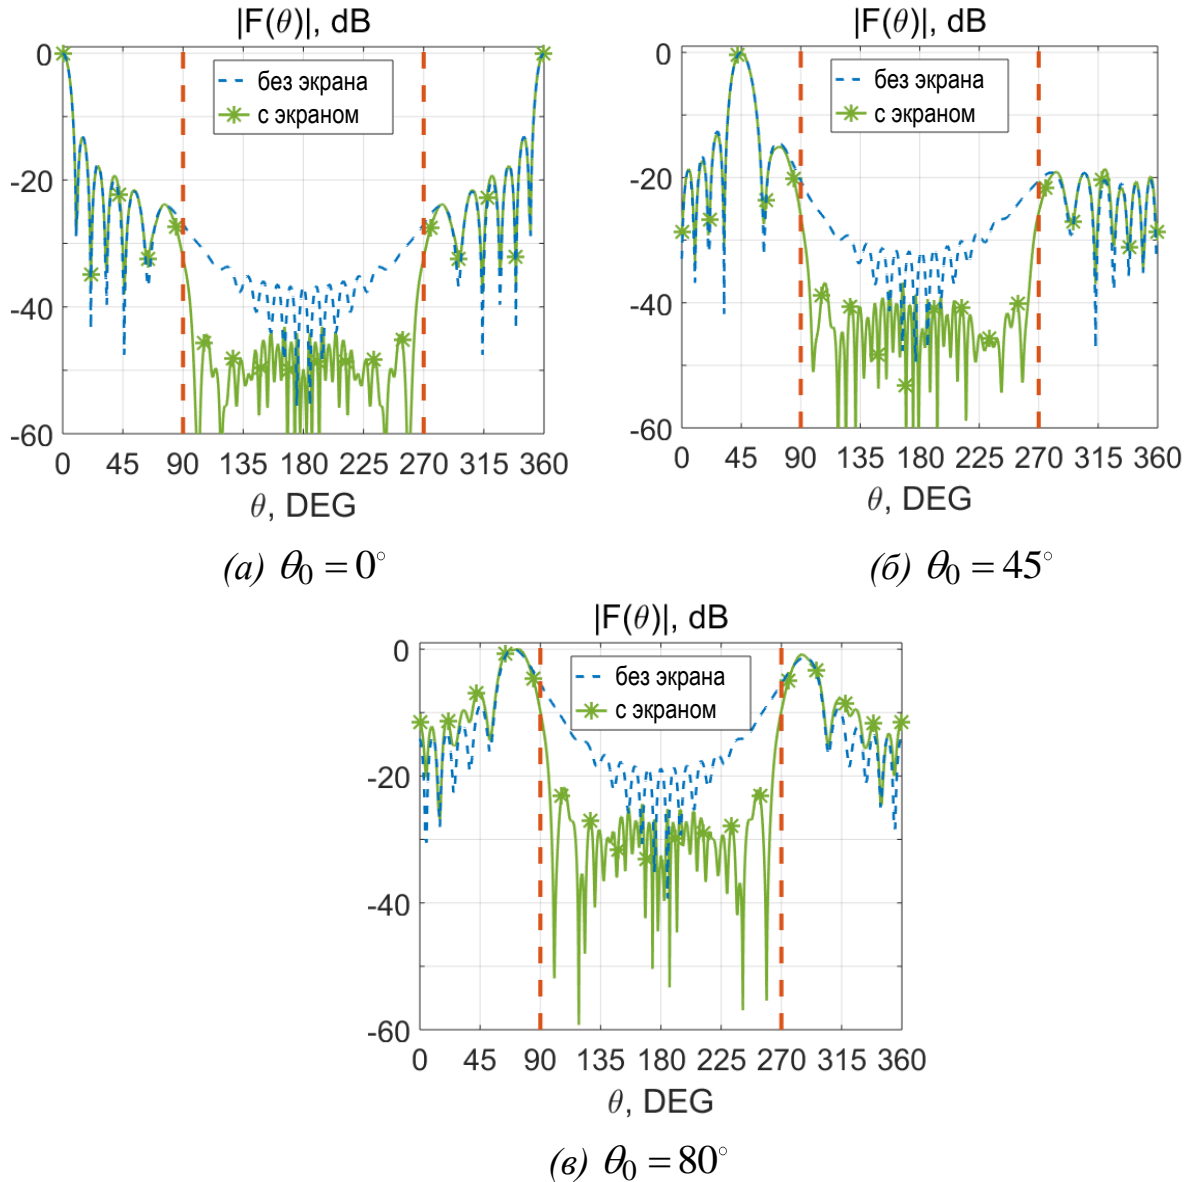 |F(θ)|, dB
0
-20
-40
-60
без экрана
с экраном
0 45 90 135 180 225 270 315 360
θ, DEG
(а) θ₀ = 0°
|F(θ)|, dB
0
-20
-40
-60
без экрана
с экраном
0 45 90 135 180 225 270 315 360
θ, DEG
(б) θ₀ = 45°
|F(θ)|, dB
0
-20
-40
-60
без экрана
с экраном
0 45 90 135 180 225 270 315 360
θ, DEG
(в) θ₀ = 80°